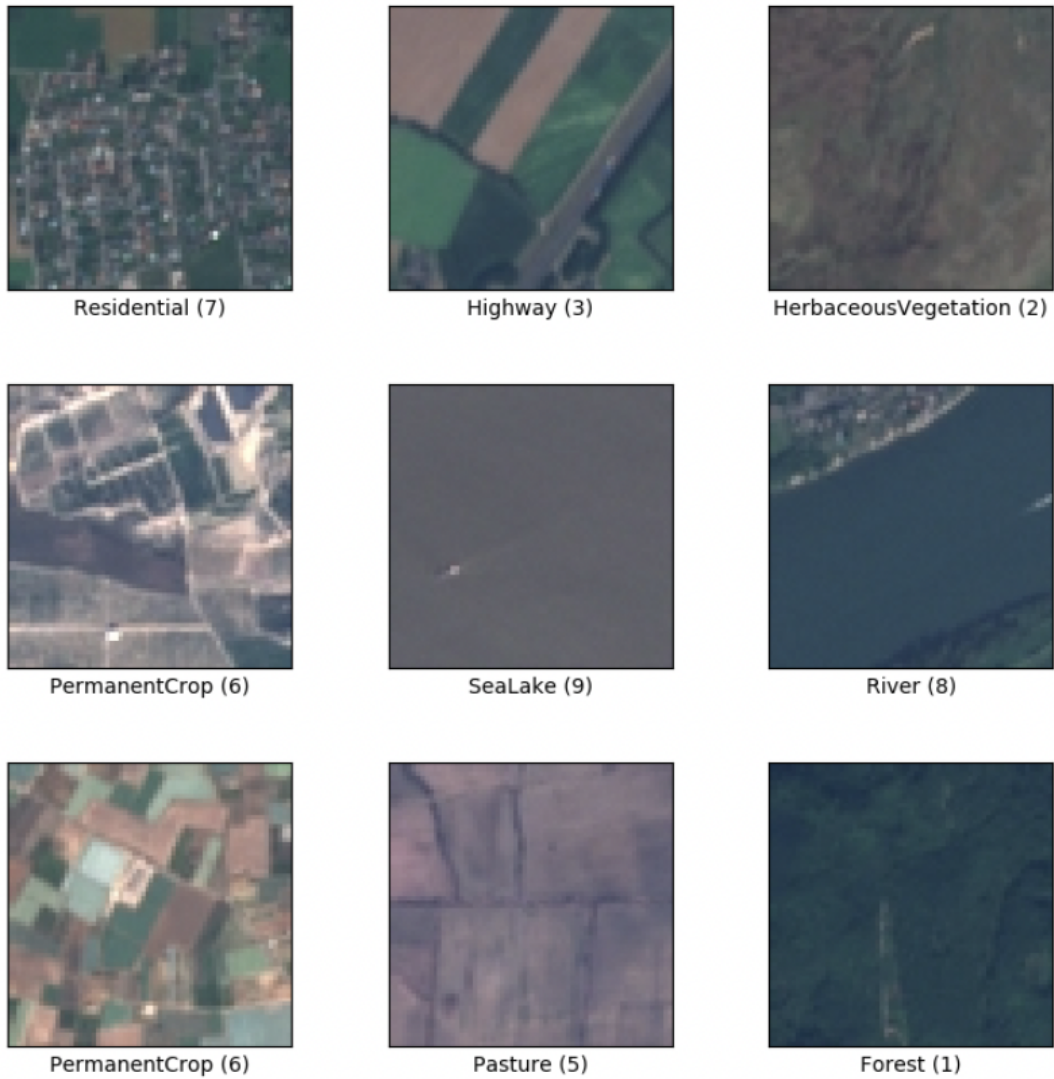 Residential (7)
Highway (3)
HerbaceousVegetation (2)
PermanentCrop (6)
SeaLake (9)
River (8)
PermanentCrop (6)
Pasture (5)
Forest (1)